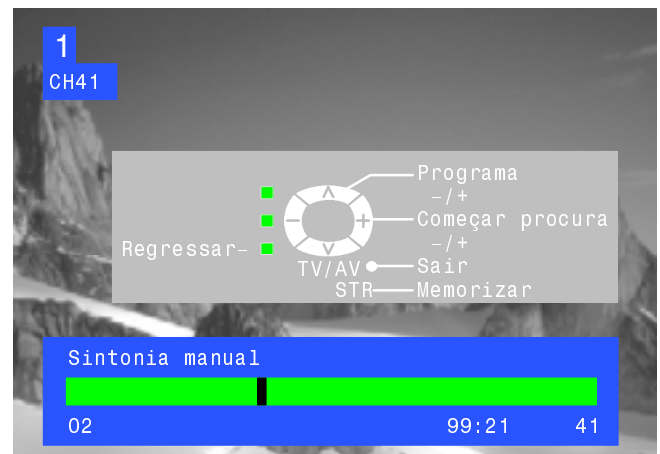 1
CH41
Programa
−/+
− +
Começar procura
−/+
Regressar−
TV/AV Sair
STR Memorizar
Sintonia manual
02 99:21 41